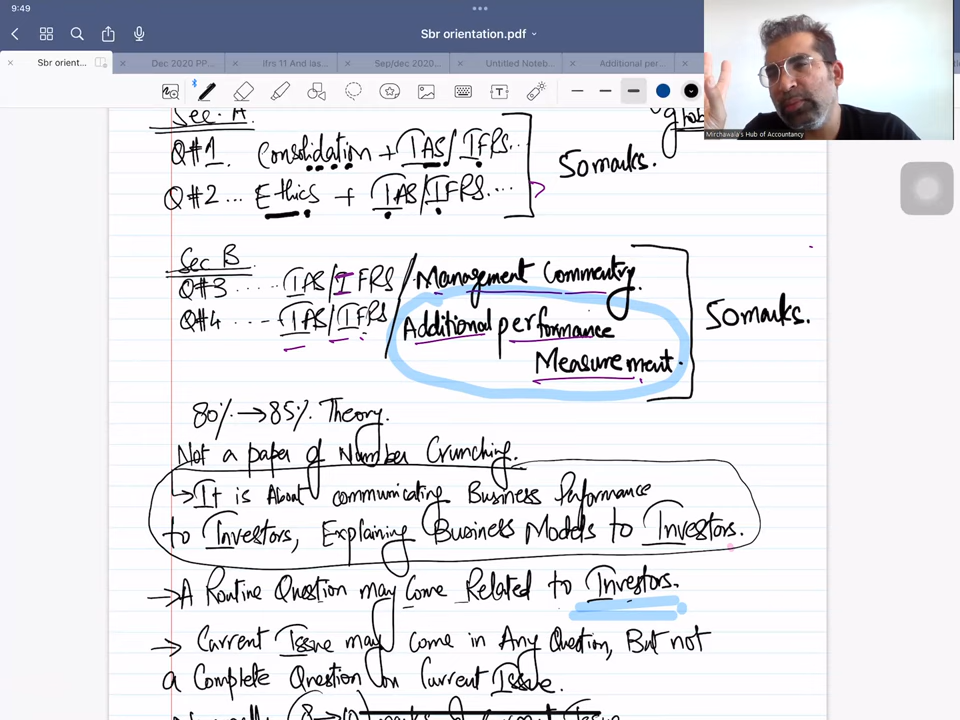 9:49
Sbr orientation.pdf
Sbr orient...
Dec 2020 PP
ifrs 11 And ias
Sep/dec 2020...
Untitled Noteb...
Additional per...
Mirchawala's Hub of Accountancy
Sec. A
Q#1. Consolidation + IAS/IFRS...
Q#2... Ethics + IAS/IFRS....
50marks.
Sec B
Q#3 ..... IAS/IFRS / Management Commentry.
Q#4 ... - IAS/IFRS / Additional performance
Measurement.
50marks.
80% → 85% Theory.
Not a paper of Number Crunching.
↳ It is About communicating Business Performance
to Investors, Explaining Business Models to Investors.
→ A Routine Question may Come Related to Investors.
→ Current Issue may come in Any Question, But not
a Complete Question on Current Issue.